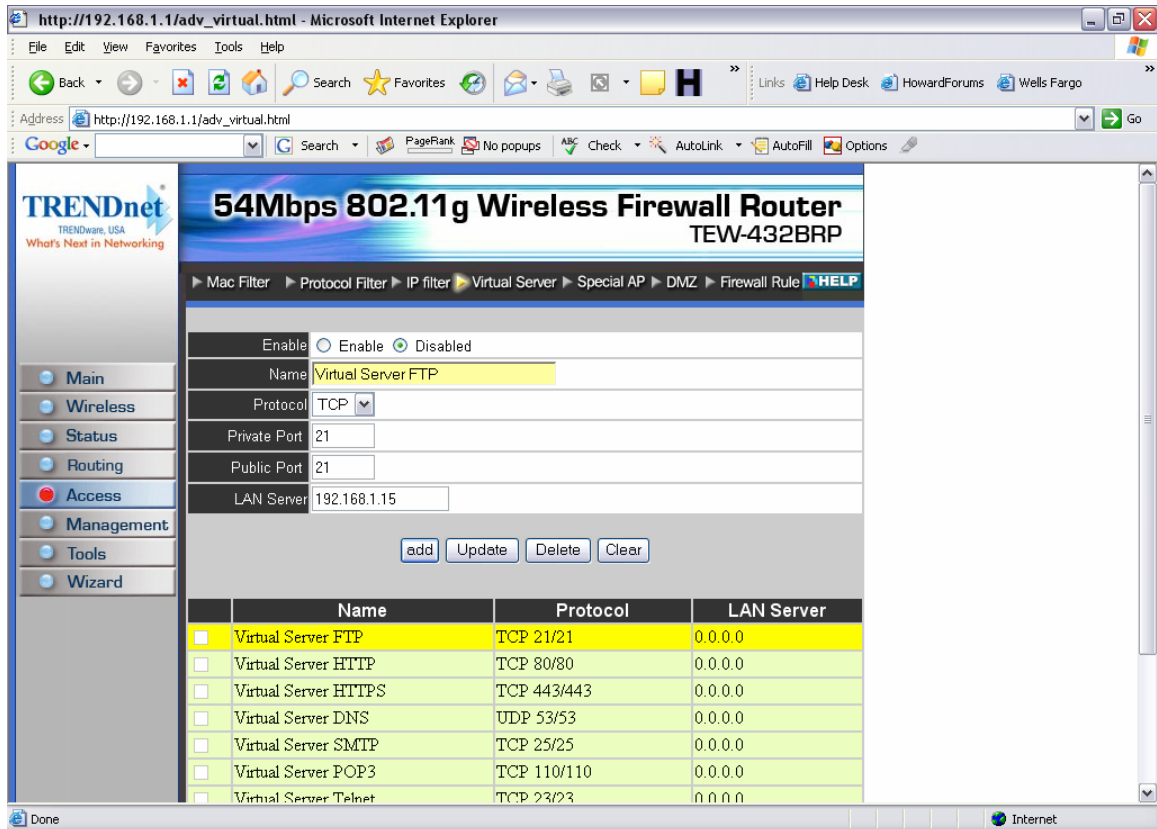 http://192.168.1.1/adv_virtual.html - Microsoft Internet Explorer
File Edit View Favorites Tools Help
Back Search Favorites H » Links Help Desk HowardForums Wells Fargo »
Address http://192.168.1.1/adv_virtual.html Go
Google Search PageRank No popups ABC Check AutoLink AutoFill Options
TRENDnet
TRENDware, USA
What's Next in Networking
54Mbps 802.11g Wireless Firewall Router
TEW-432BRP
Mac Filter Protocol Filter IP filter Virtual Server Special AP DMZ Firewall Rule HELP
Main
Wireless
Status
Routing
Access
Management
Tools
Wizard
Enable Enable Disabled
Name Virtual Server FTP
Protocol TCP
Private Port 21
Public Port 21
LAN Server 192.168.1.15
add Update Delete Clear
Name Protocol LAN Server
Virtual Server FTP TCP 21/21 0.0.0.0
Virtual Server HTTP TCP 80/80 0.0.0.0
Virtual Server HTTPS TCP 443/443 0.0.0.0
Virtual Server DNS UDP 53/53 0.0.0.0
Virtual Server SMTP TCP 25/25 0.0.0.0
Virtual Server POP3 TCP 110/110 0.0.0.0
Virtual Server Telnet TCP 23/23 0.0.0.0
Done Internet